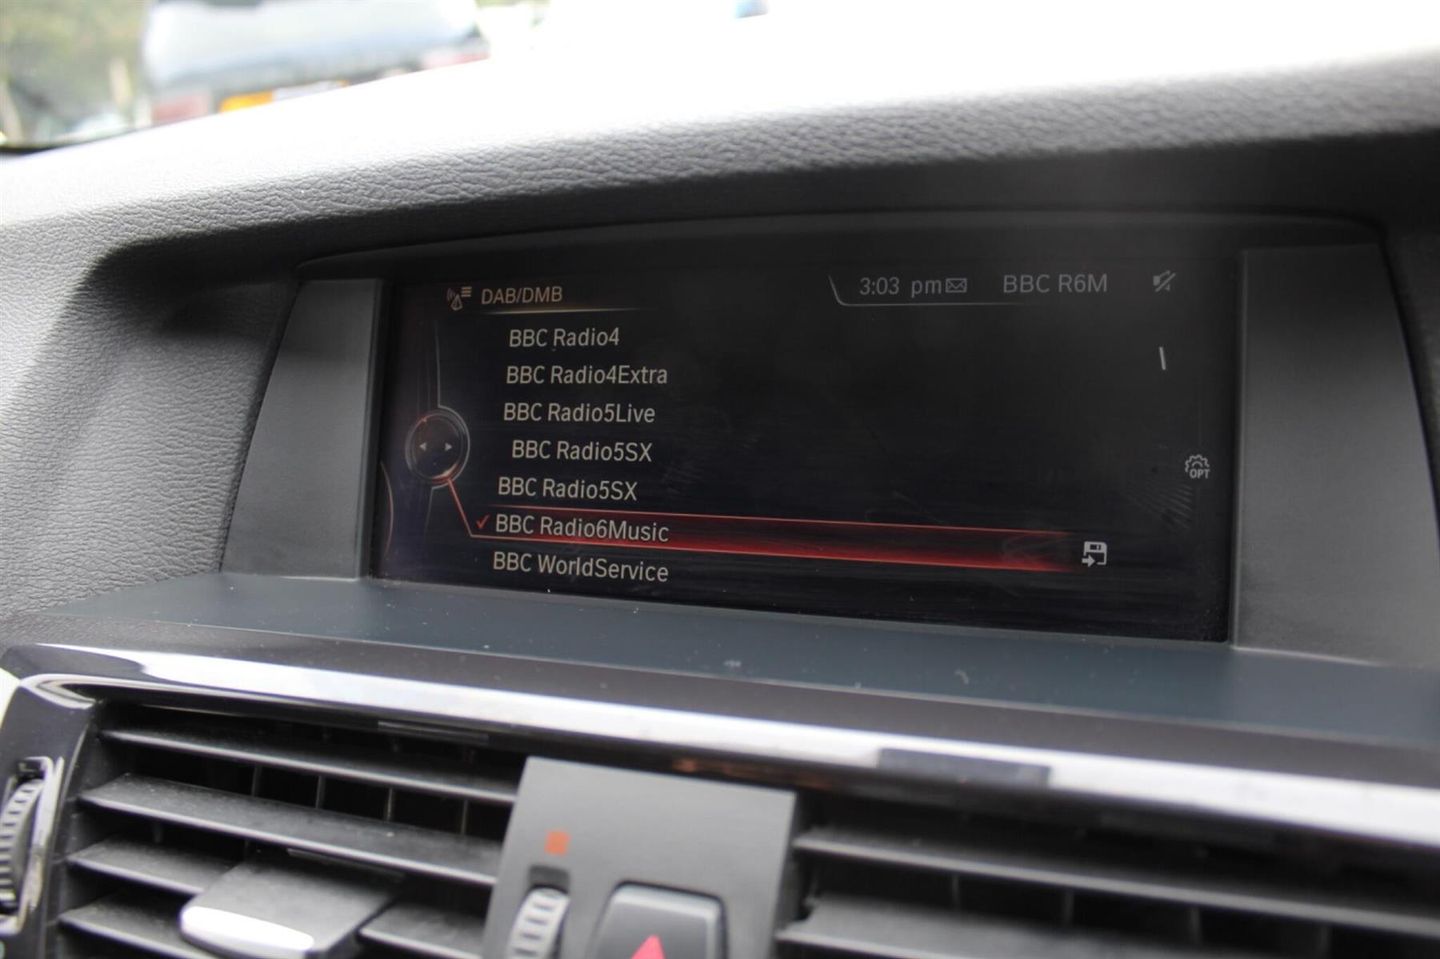 DAB/DMB
3:03 pm
BBC R6M
BBC Radio4
BBC Radio4Extra
BBC Radio5Live
BBC Radio5SX
BBC Radio5SX
BBC Radio6Music
BBC WorldService
OPT